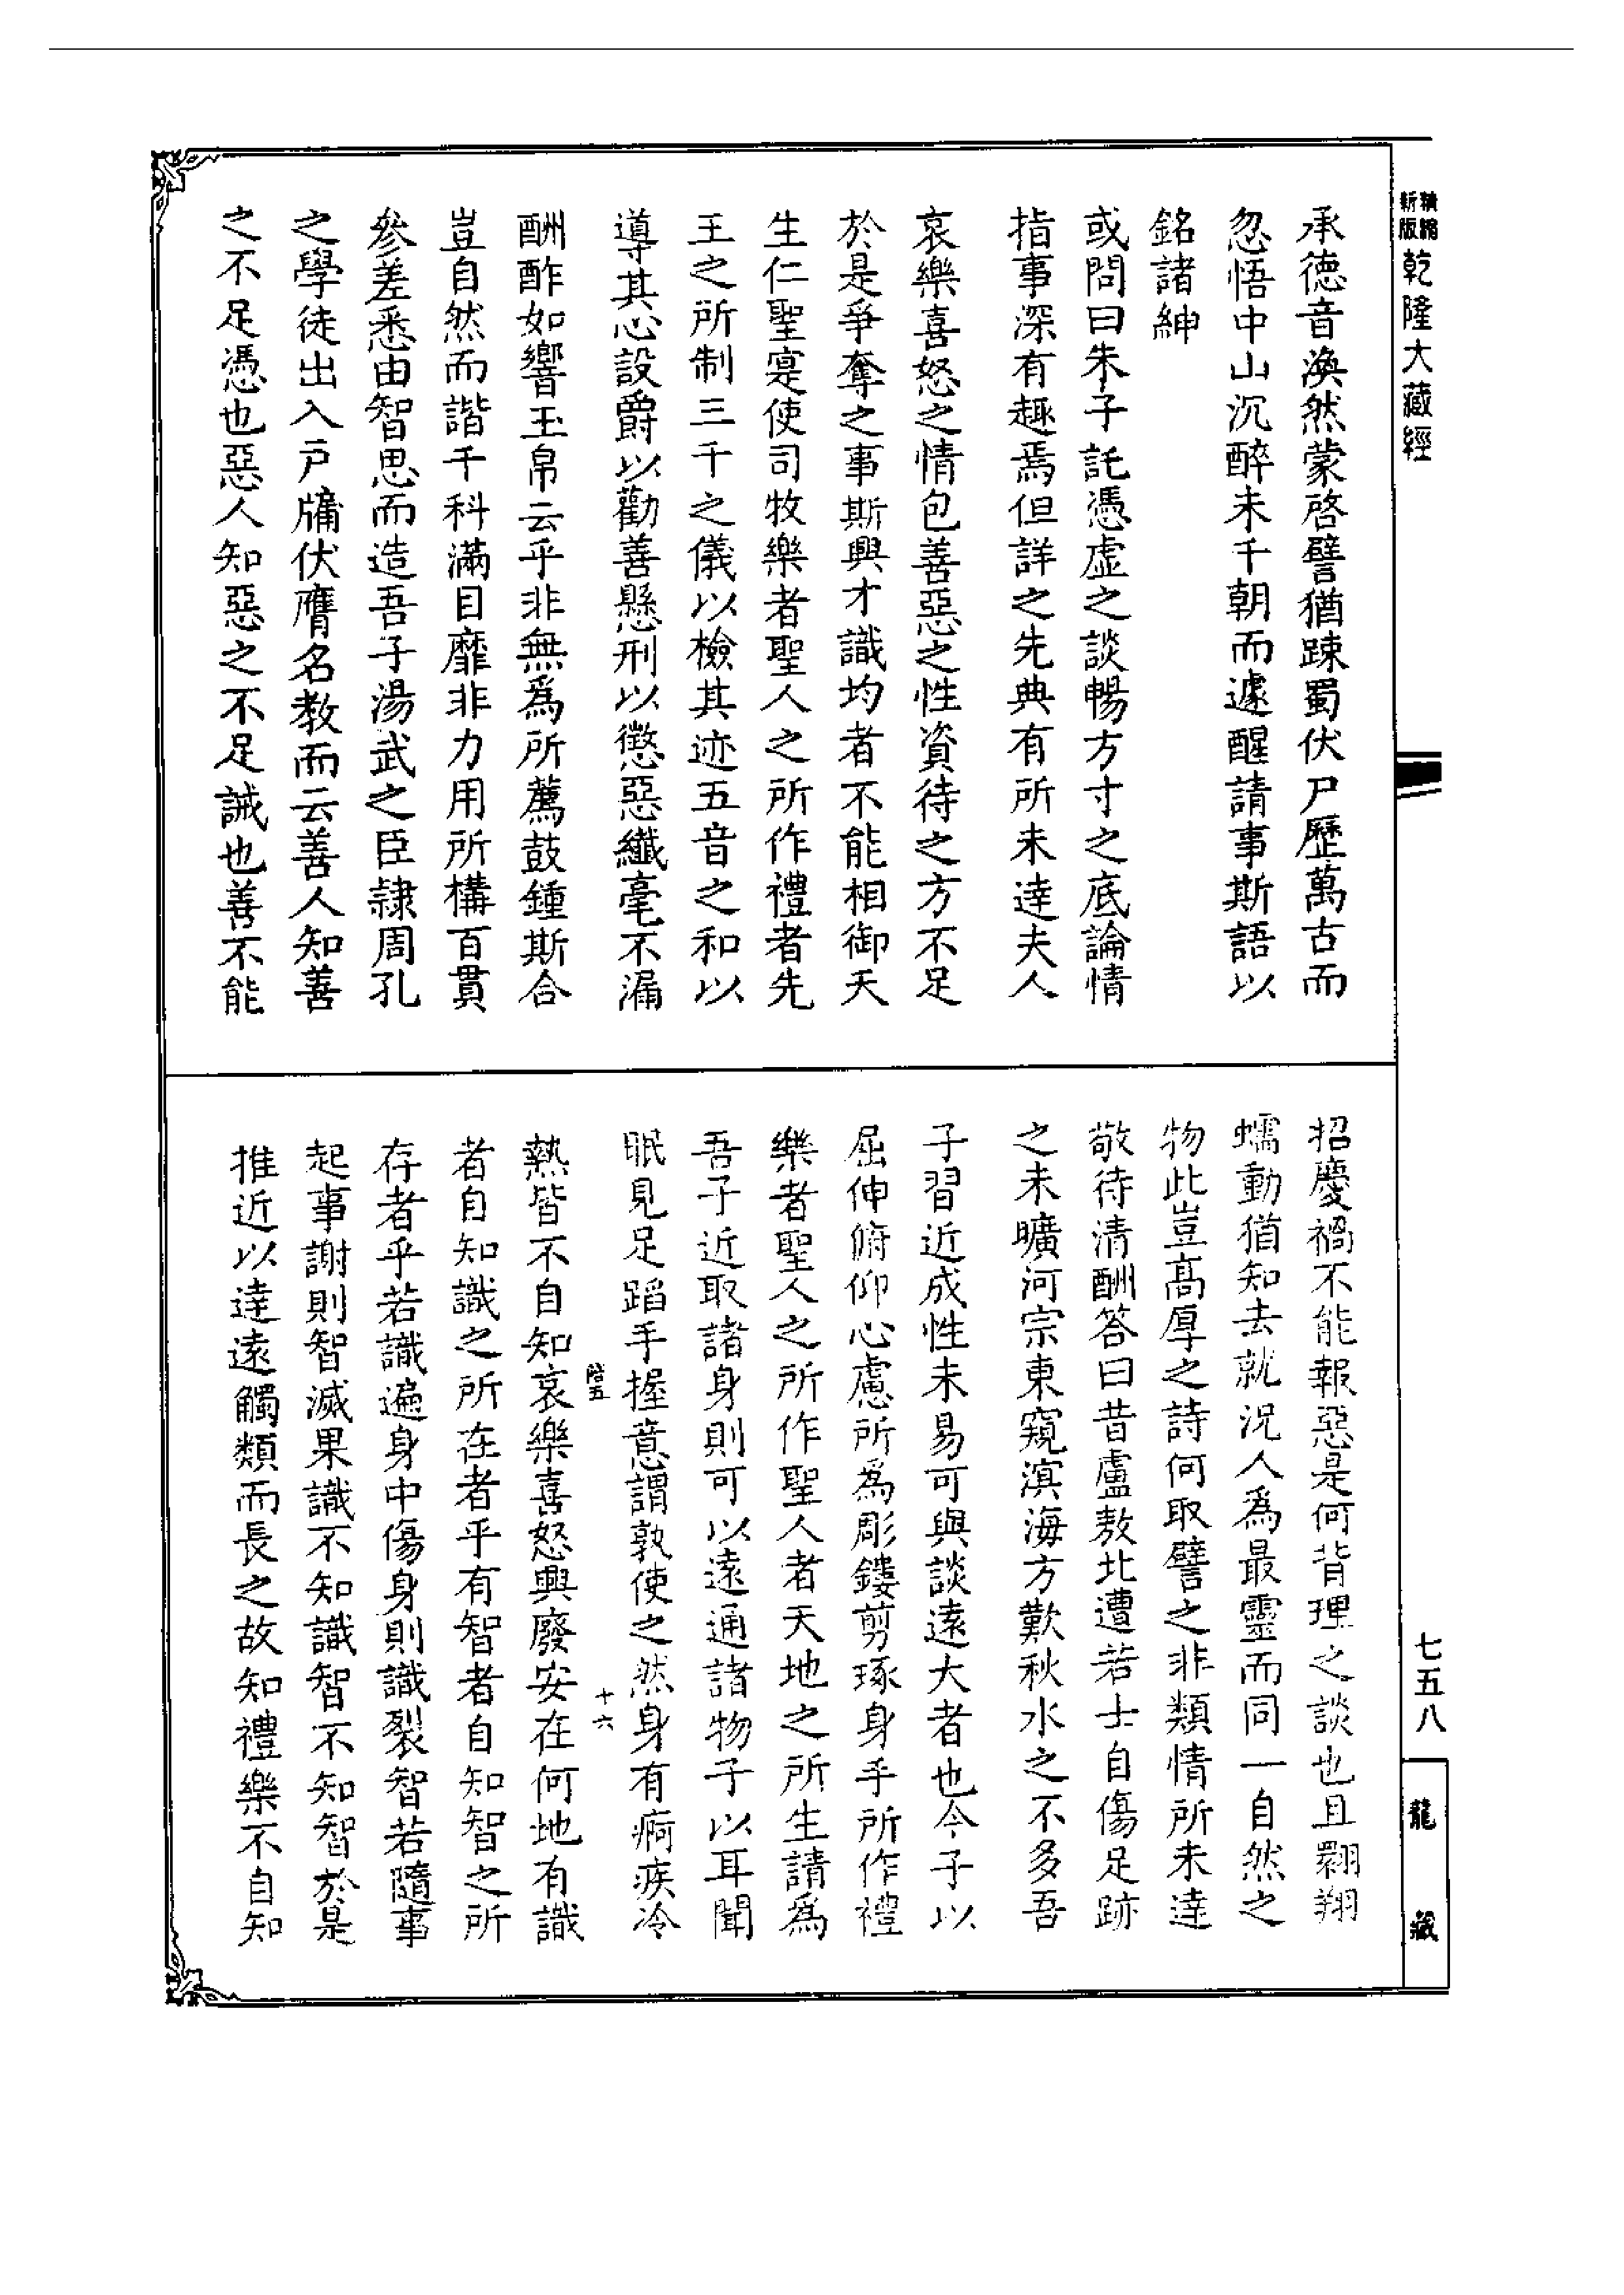 精縮
新版
乾隆大藏經
承德音渙然蒙啓譬猶踈蜀伏尸歷萬古而
忽悟中山沉醉未千朝而遽醒請事斯語以
銘諸紳
或問曰朱子託憑虛之談暢方寸之底論情
指事深有趣焉但詳之先典有所未達夫人
哀樂喜怒之情包善惡之性資待之方不足
於是爭奪之事斯興才識均者不能相御天
生仁聖寔使司牧樂者聖人之所作禮者先
王之所制三千之儀以檢其迹五音之和以
導其心設爵以勸善懸刑以懲惡纖毫不漏
酬酢如響玉帛云乎非無爲所薦鼓鍾斯合
豈自然而諧千科滿目靡非力用所構百貫
參差悉由智思而造吾子湯武之臣隸周孔
之學徒出入戸牖伏膺名教而云善人知善
之不足憑也惡人知惡之不足誡也善不能
招慶禍不能報惡是何背理之談也且翾翔
蠕動猶知去就況人爲最靈而同一自然之
物此豈高厚之詩何取譬之非類情所未達
敬待清酬答曰昔盧敖北遭若士自傷足跡
之未曠河宗東窺溟海方歎秋水之不多吾
子習近成性未易可與談遠大者也今子以
屈伸俯仰心慮所為彫鏤剪琢身手所作禮
樂者聖人之所作聖人者天地之所生請爲
吾子近取諸身則可以遠通諸物子以耳聞
眠見足蹈手握意謂孰使之然身有痾疾冷
熱皆不自知哀樂喜怒興廢安在何地有識
者自知識之所在者乎有智者自知智之所
存者乎若識遍身中傷身則識裂智若隨事
起事謝則智滅果識不知識智不知智於是
推近以達遠觸類而長之故知禮樂不自知
十六
七五八
龍藏